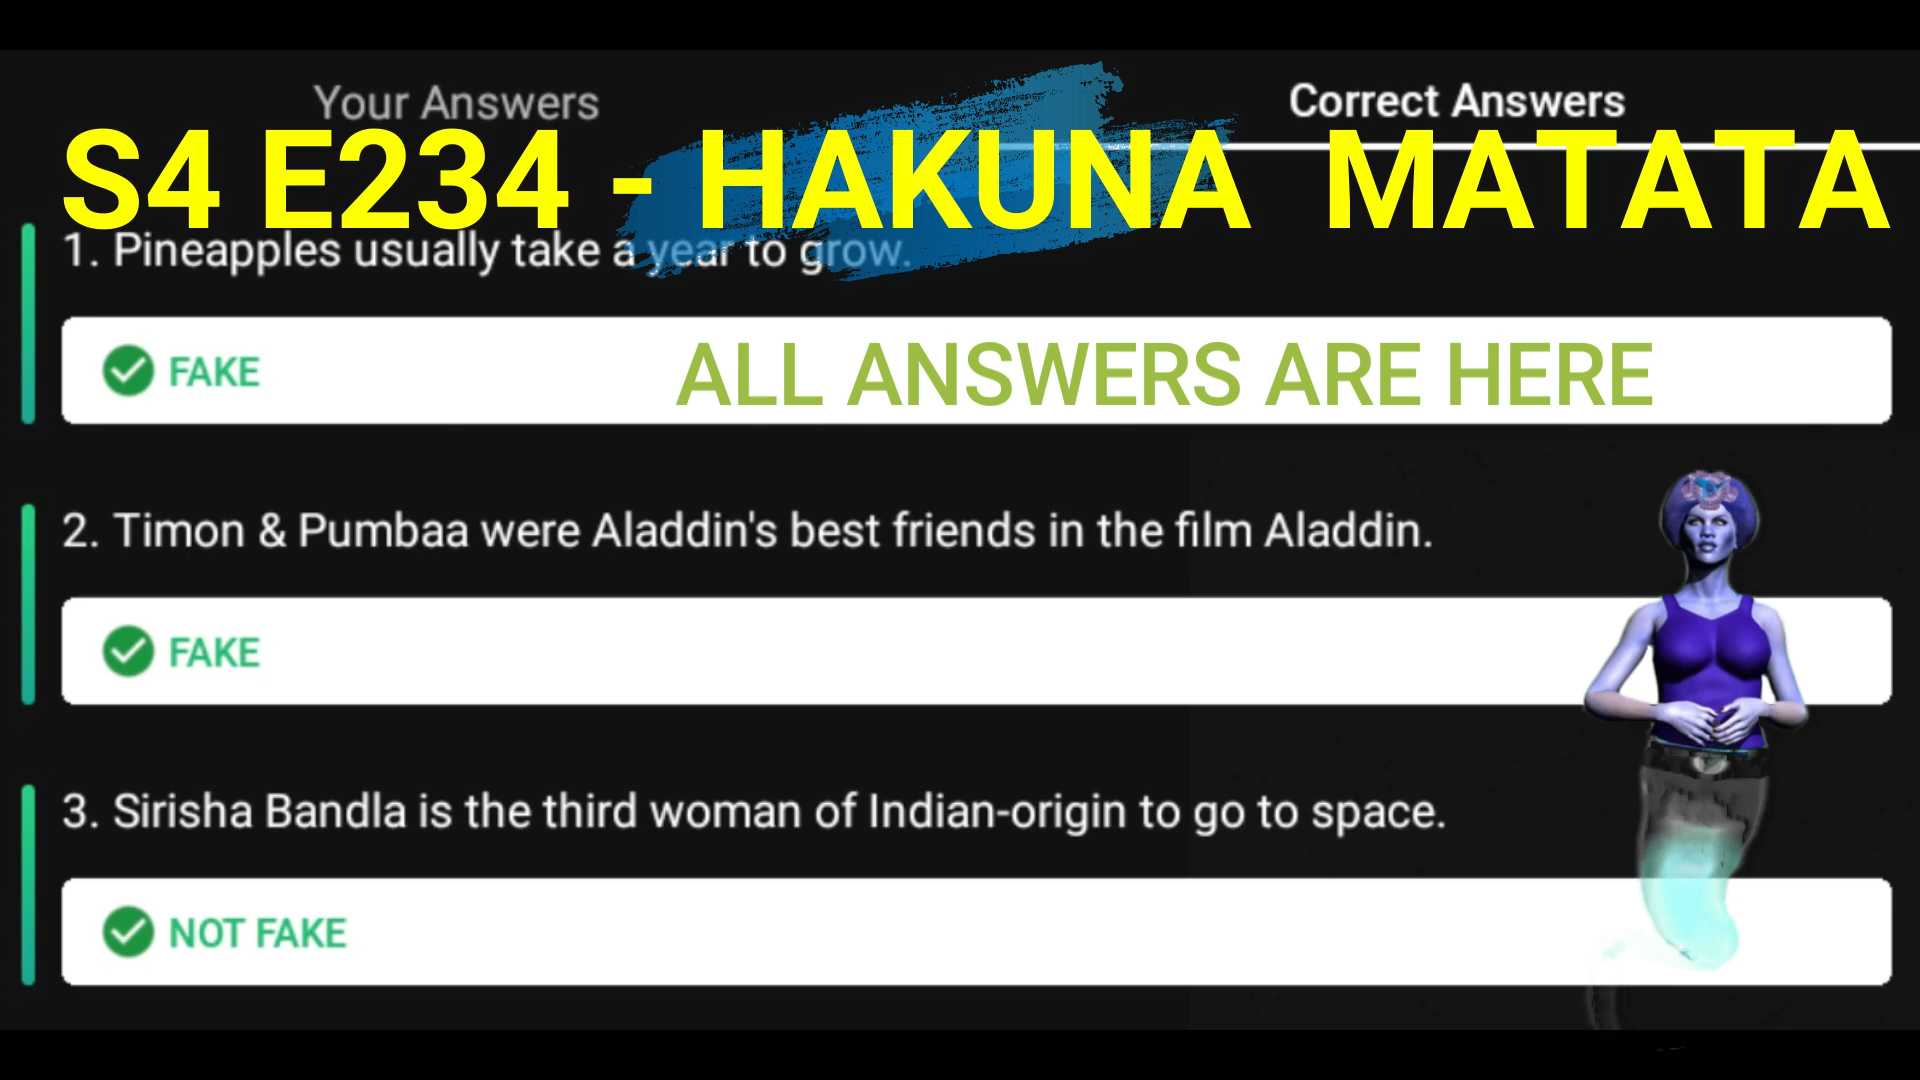 Your Answers
Correct Answers
S4 E234 - HAKUNA MATATA
1. Pineapples usually take a year to grow.
FAKE
ALL ANSWERS ARE HERE
2. Timon & Pumbaa were Aladdin's best friends in the film Aladdin.
FAKE
3. Sirisha Bandla is the third woman of Indian-origin to go to space.
NOT FAKE